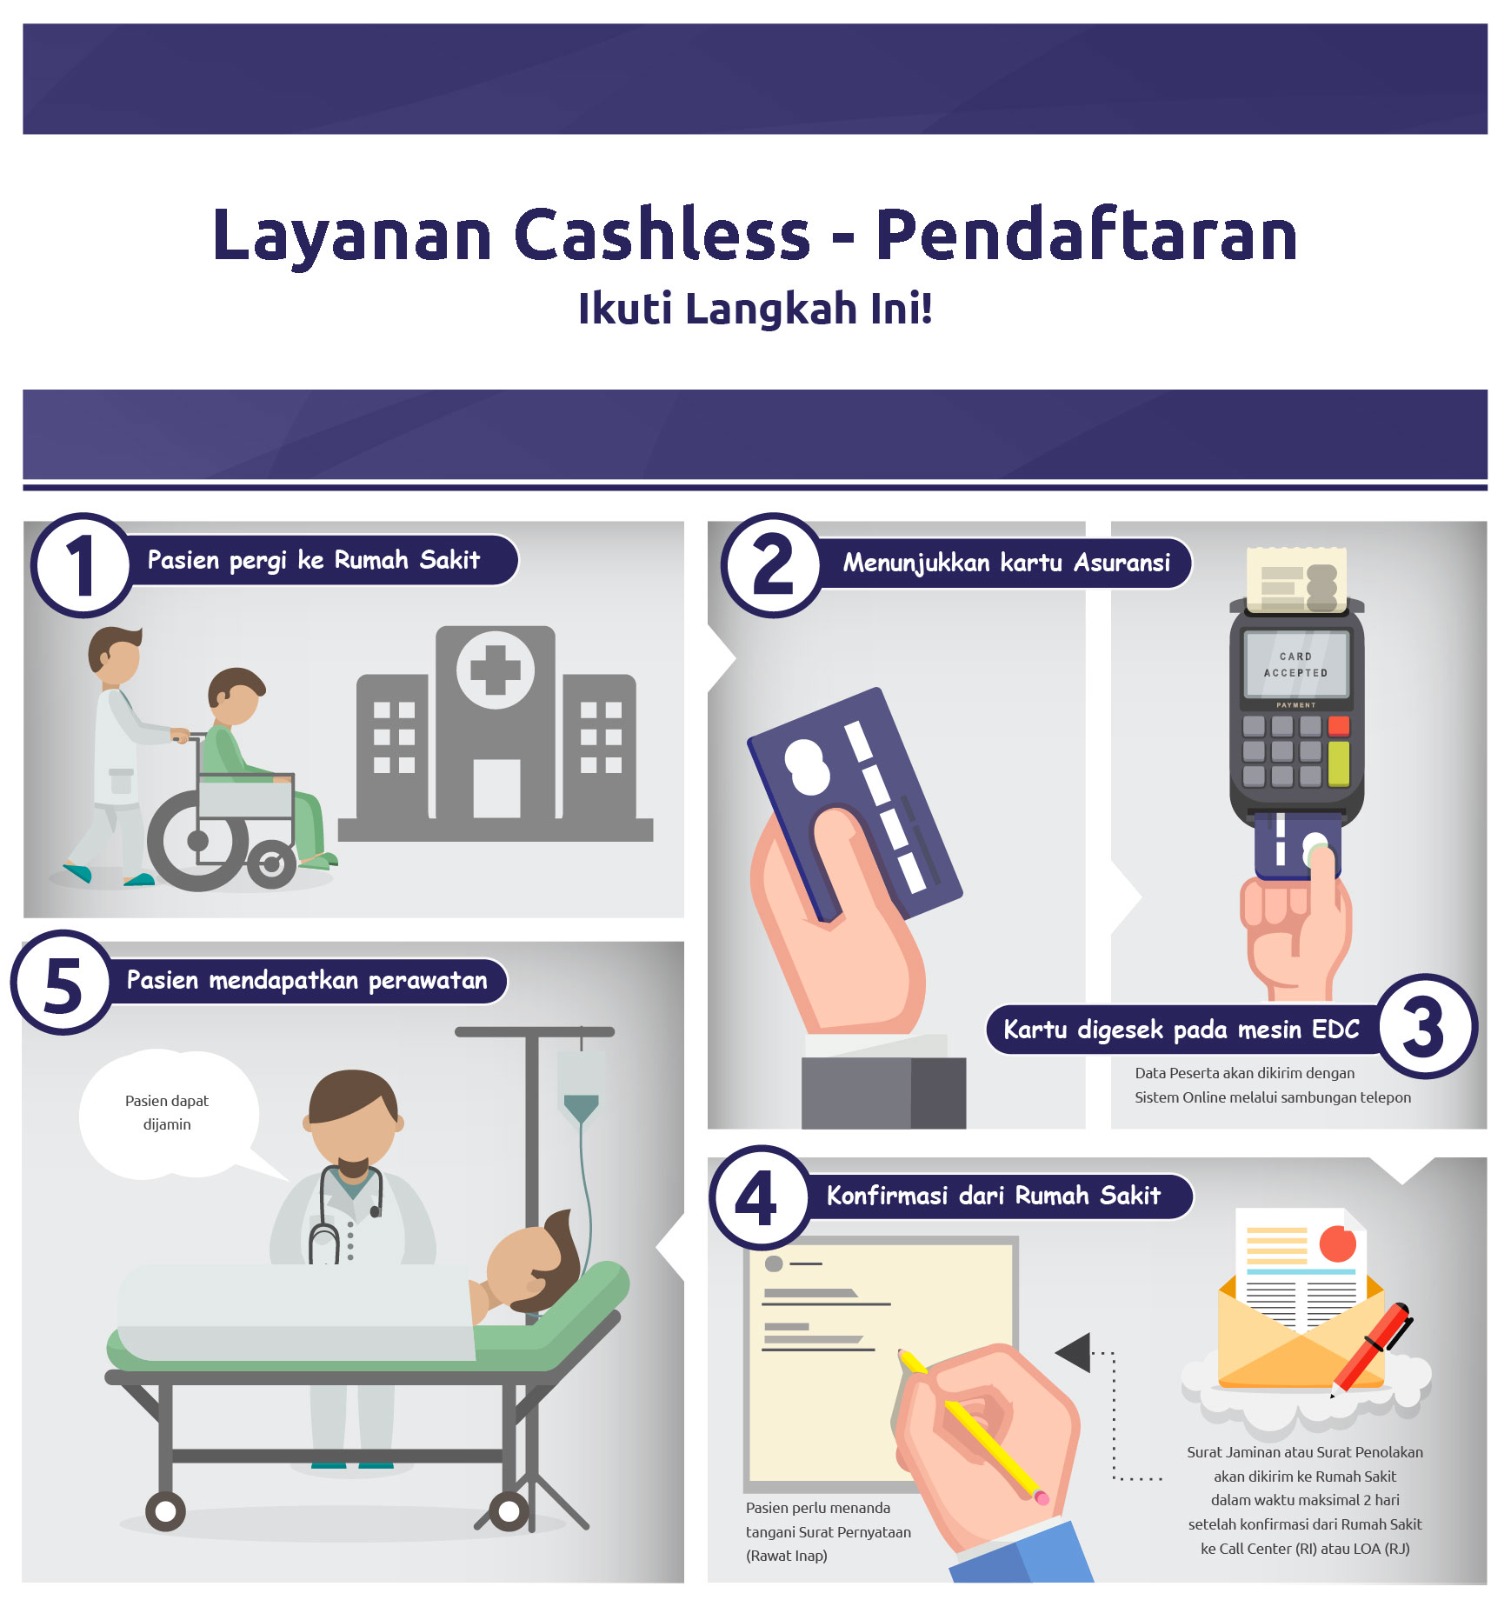 Layanan Cashless - Pendaftaran
Ikuti Langkah Ini!
1
Pasien pergi ke Rumah Sakit
2
Menunjukkan kartu Asuransi
CARD
ACCEPTED
PAYMENT
Kartu digesek pada mesin EDC
3
Data Peserta akan dikirim dengan
Sistem Online melalui sambungan telepon
4
Konfirmasi dari Rumah Sakit
Pasien perlu menanda
tangani Surat Pernyataan
(Rawat Inap)
Surat Jaminan atau Surat Penolakan
akan dikirim ke Rumah Sakit
dalam waktu maksimal 2 hari
setelah konfirmasi dari Rumah Sakit
ke Call Center (RI) atau LOA (RJ)
5
Pasien mendapatkan perawatan
Pasien dapat
dijamin